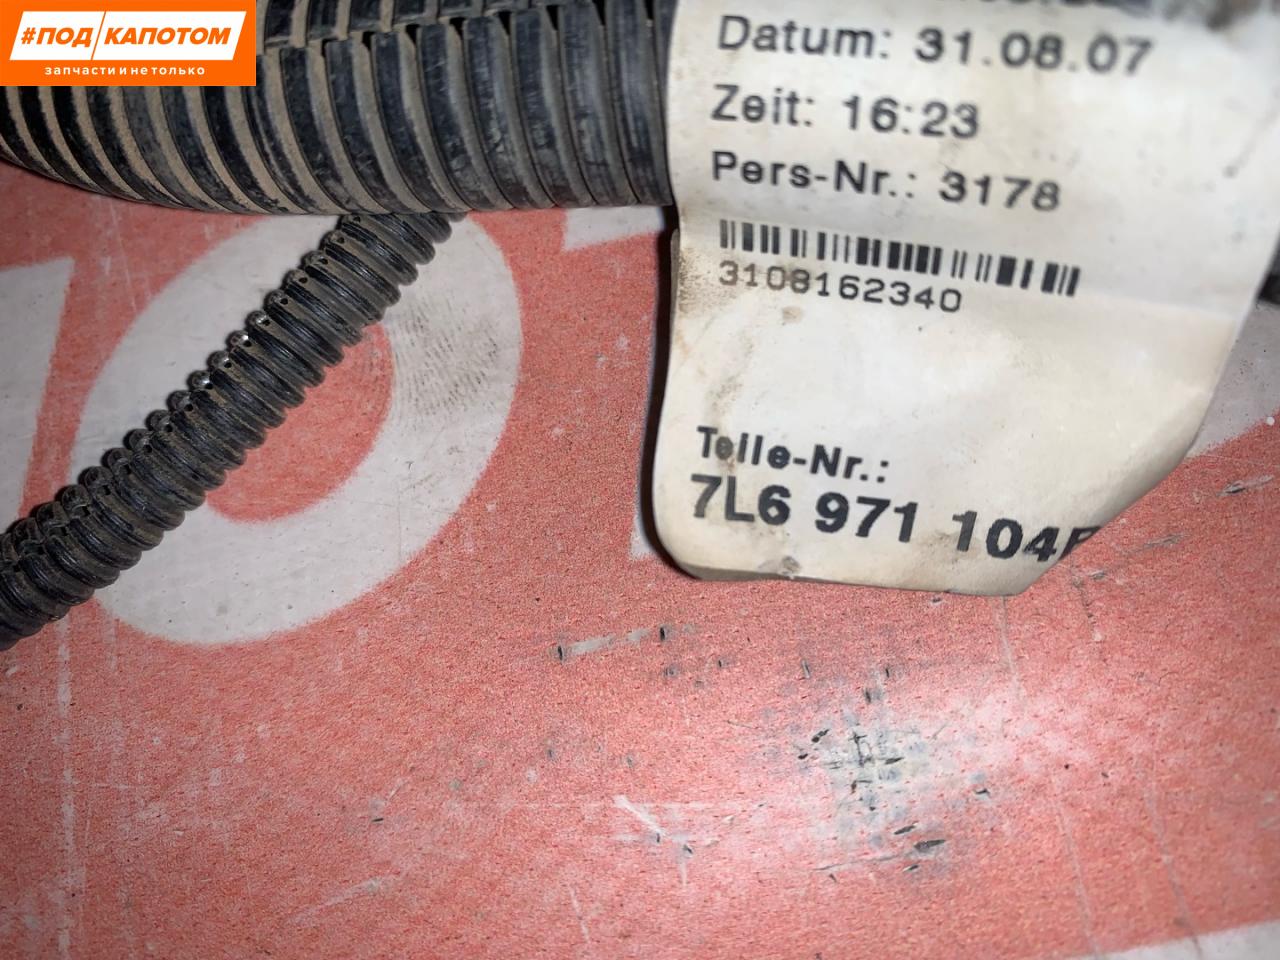 #ПОД КАПОТОМ
запчасти и не только
Datum: 31.08.07
Zeit: 16:23
Pers-Nr.: 3178
3108162340
Teile-Nr.:
7L6 971 104